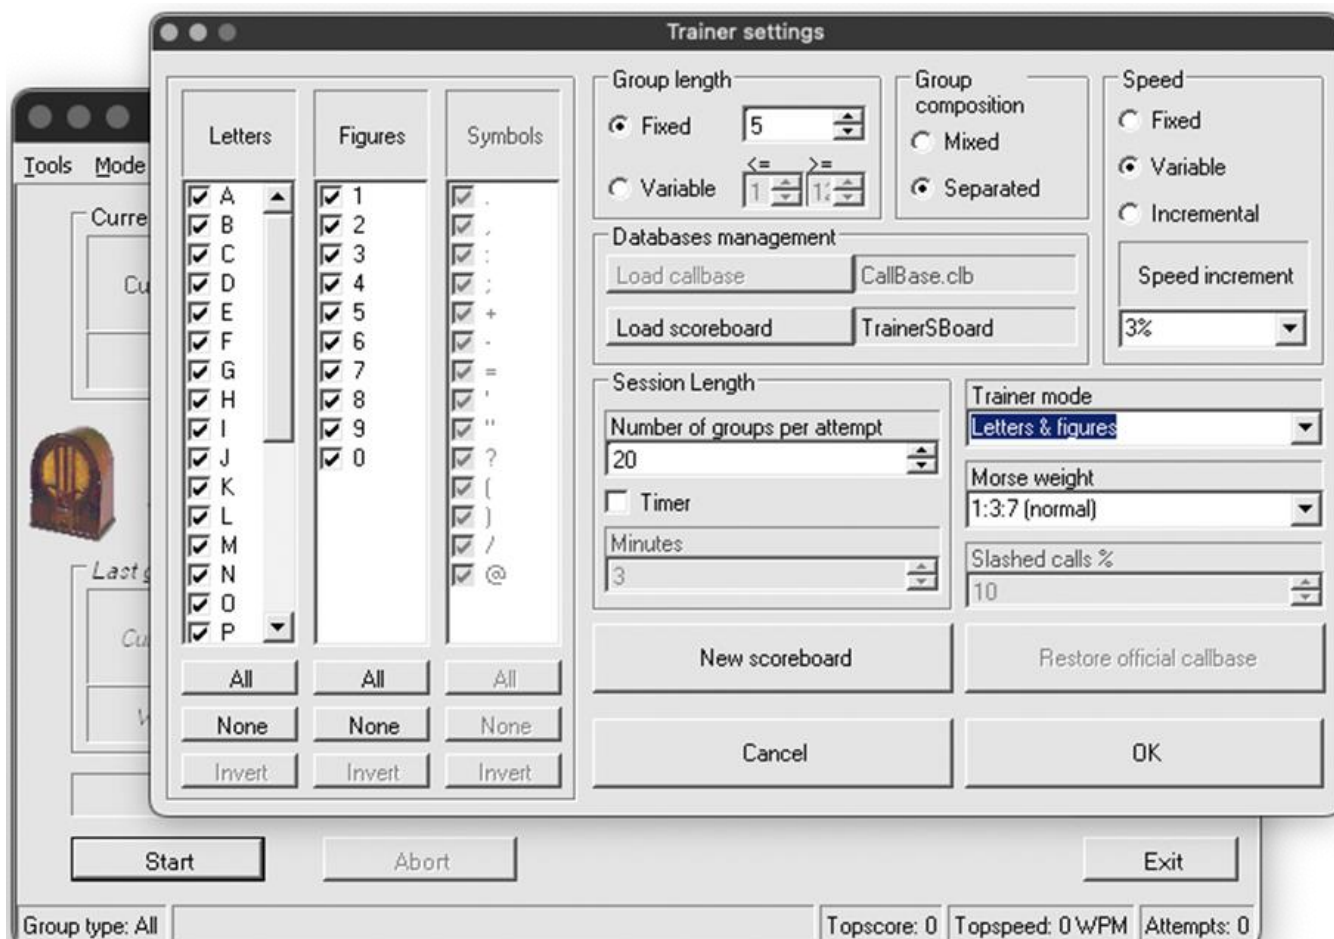 Trainer settings
Tools Mode
Letters
A
B
C
D
E
F
G
H
I
J
K
L
M
N
O
P
All
None
Invert
Figures
1
2
3
4
5
6
7
8
9
0
All
None
Invert
Symbols
.
,
:
;
+
-
=
'
"
?
(
)
/
@
All
None
Invert
Group length
Fixed 5
<= >=
Variable 1
Group
composition
Mixed
Separated
Speed
Fixed
Variable
Incremental
Speed increment
3%
Databases management
Load callbase CallBase.clb
Load scoreboard TrainerSBoard
Session Length
Number of groups per attempt
20
Timer
Minutes
3
Trainer mode
Letters & figures
Morse weight
1:3:7 (normal)
Slashed calls %
10
New scoreboard
Restore official callbase
Cancel
OK
Last
Start Abort Exit
Group type: All Topscore: 0 Topspeed: 0 WPM Attempts: 0